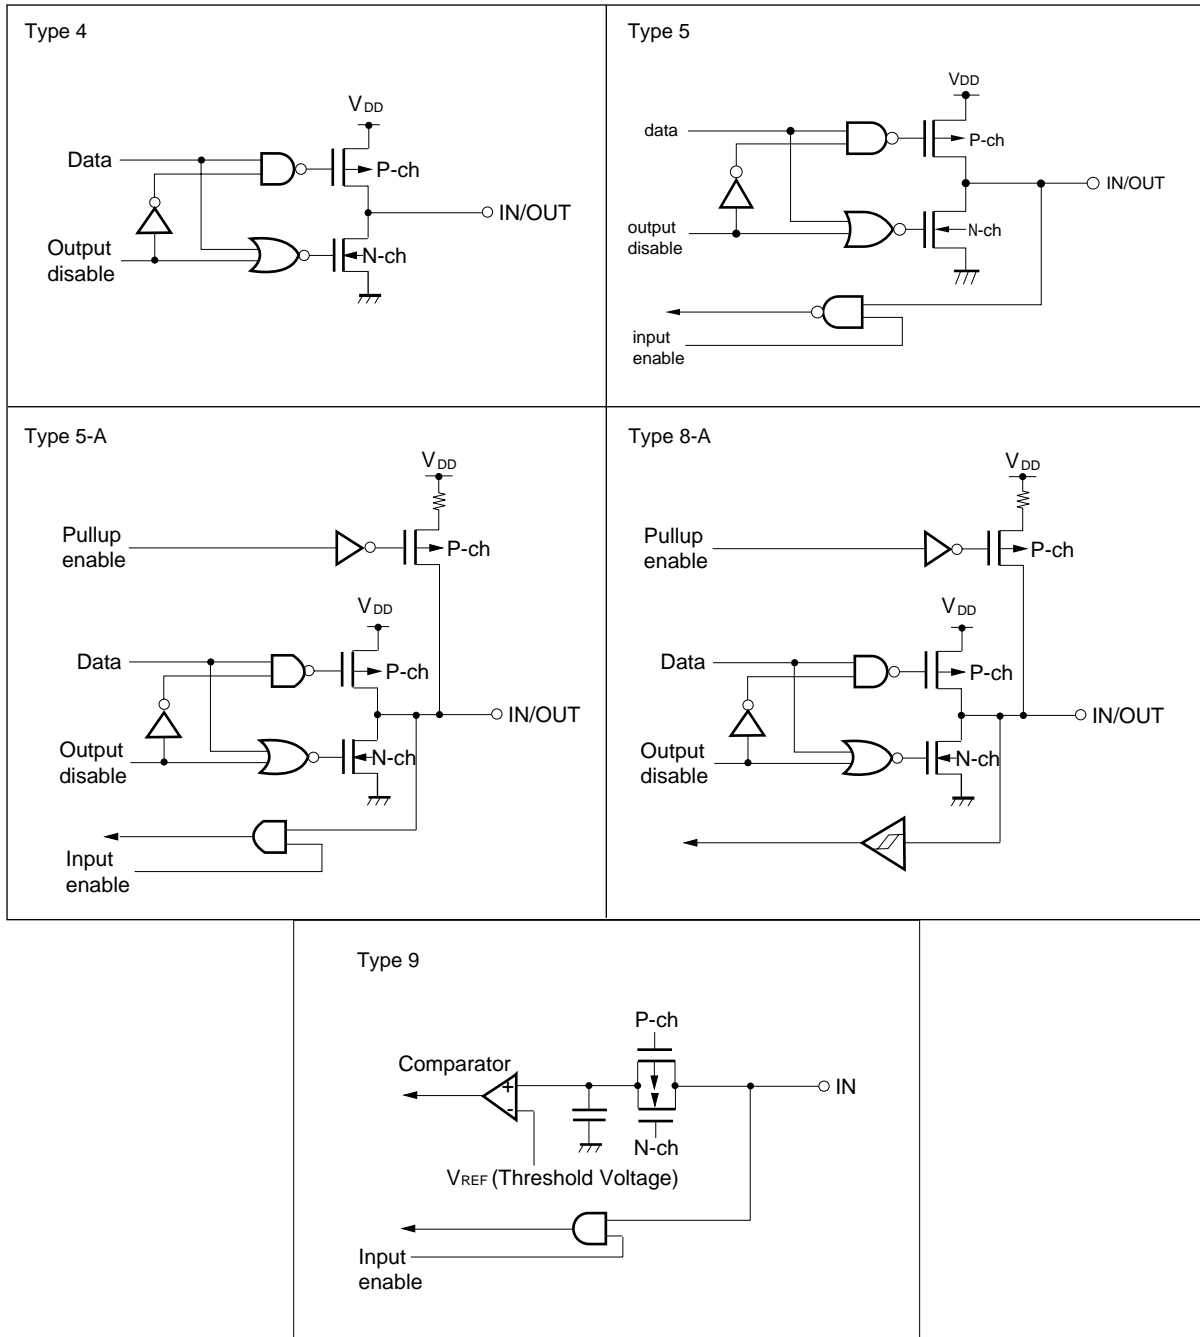 Type 4
VDD
Data
P-ch
IN/OUT
Output
disable
N-ch
Type 5
VDD
data
P-ch
IN/OUT
output
disable
N-ch
input
enable
Type 5-A
VDD
Pullup
enable
P-ch
VDD
Data
P-ch
IN/OUT
Output
disable
N-ch
Input
enable
Type 8-A
VDD
Pullup
enable
P-ch
VDD
Data
P-ch
IN/OUT
Output
disable
N-ch
Type 9
P-ch
Comparator
+
-
IN
N-ch
VREF (Threshold Voltage)
Input
enable